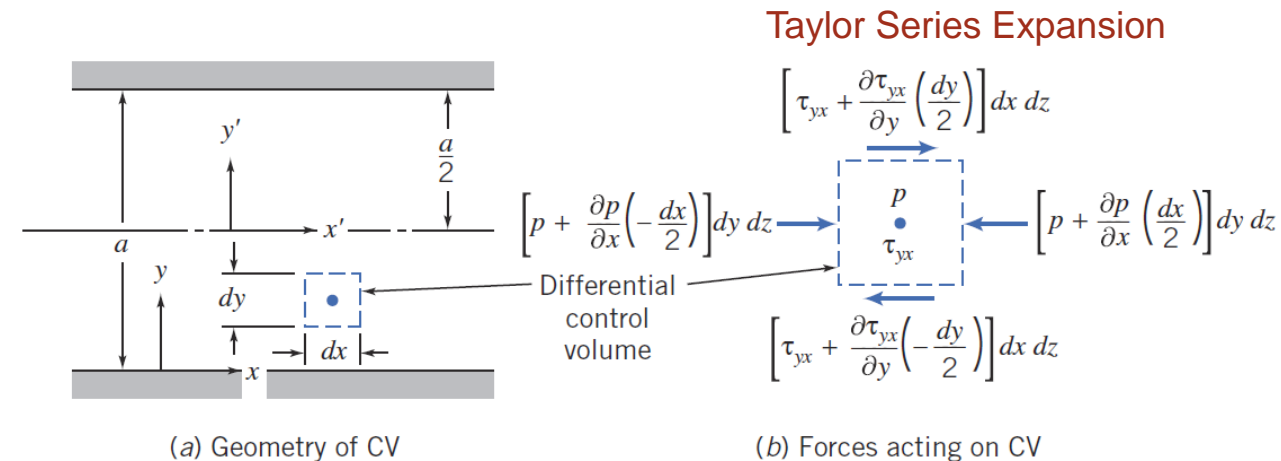 Taylor Series Expansion
[τyx + ∂τyx/∂y (dy/2)] dx dz
y′
a/2
p
[p + ∂p/∂x (− dx/2)] dy dz
[p + ∂p/∂x (dx/2)] dy dz
x′
a
τyx
y
dy
Differential
control
volume
dx
x
[τyx + ∂τyx/∂y (− dy/2)] dx dz
(a) Geometry of CV
(b) Forces acting on CV